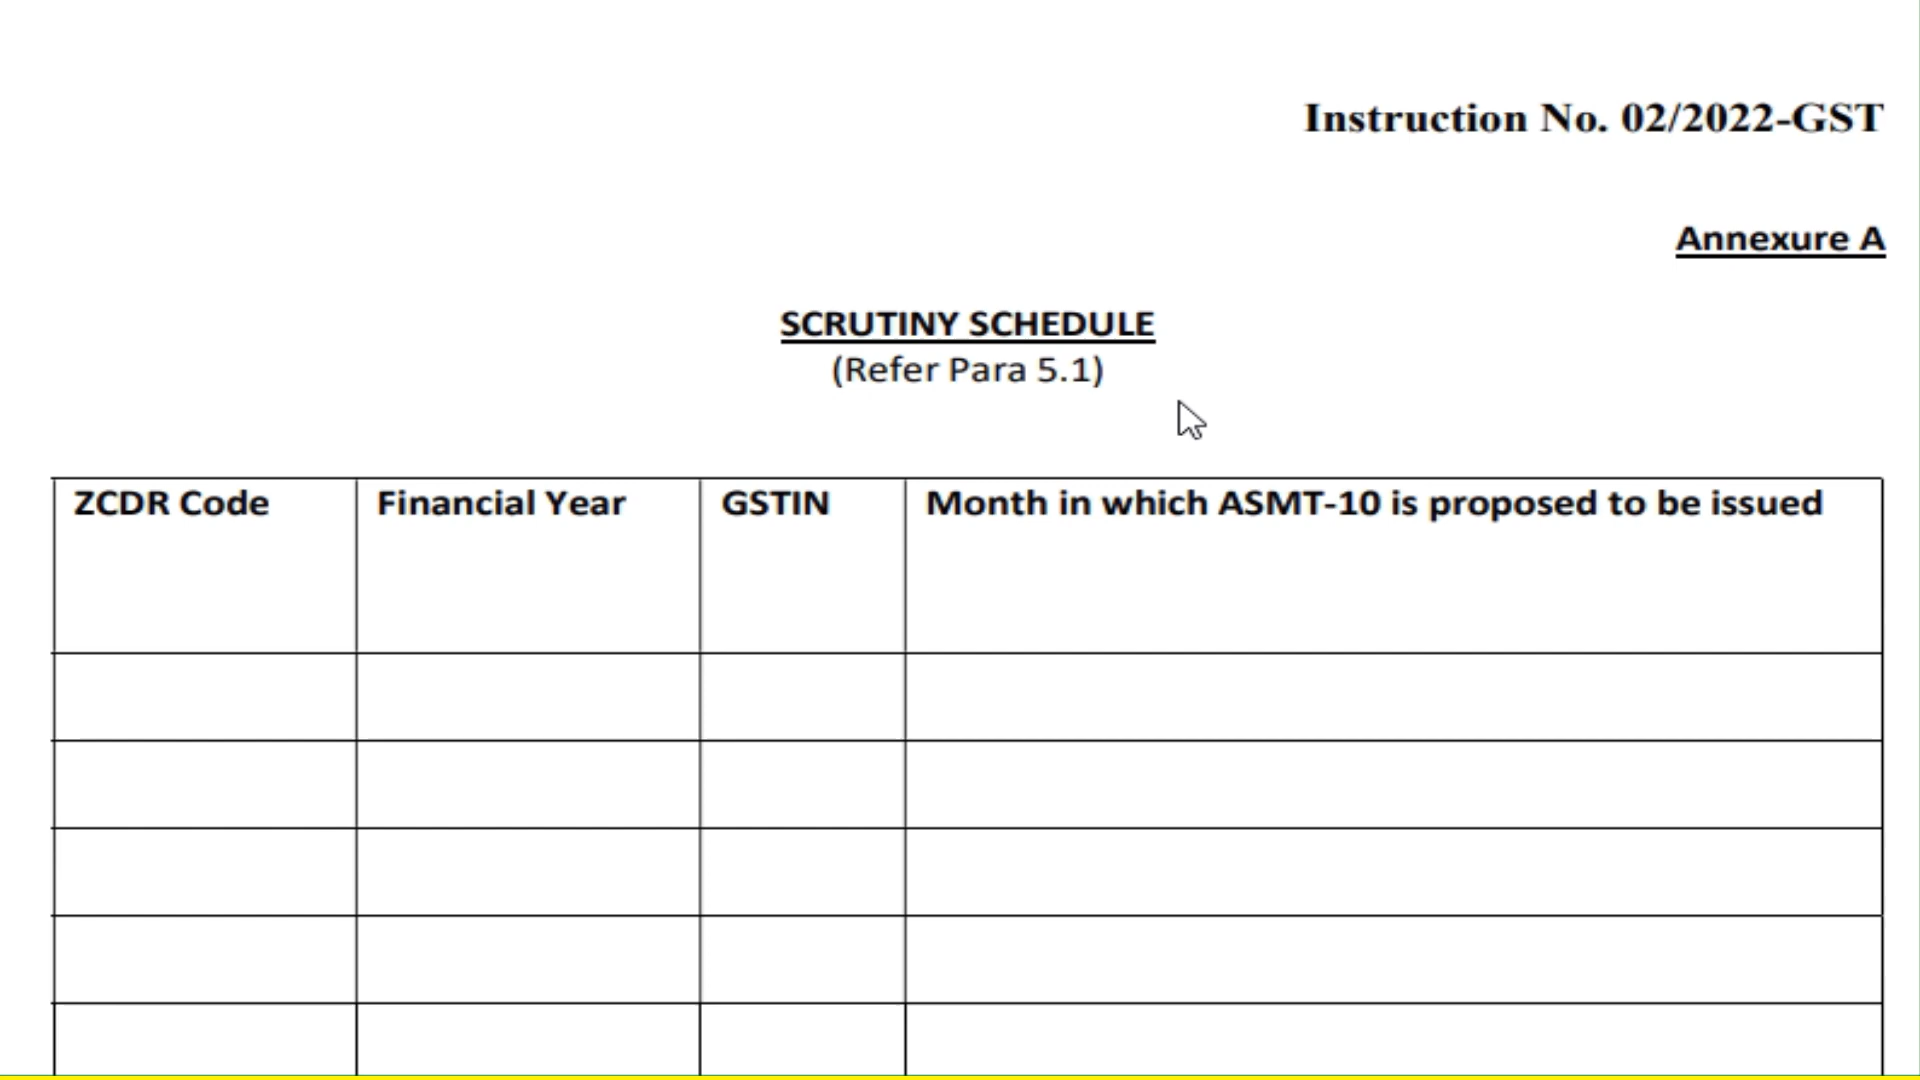 Instruction No. 02/2022-GST
Annexure A
SCRUTINY SCHEDULE
(Refer Para 5.1)
ZCDR Code Financial Year GSTIN Month in which ASMT-10 is proposed to be issued